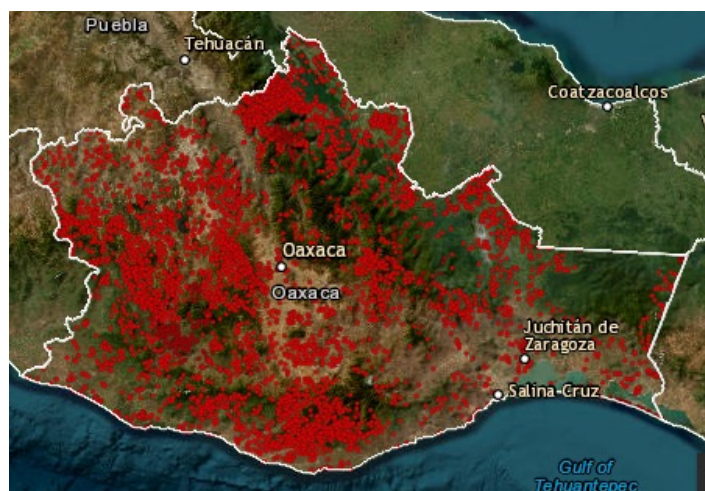 Puebla
Tehuacán
Coatzacoalcos
Oaxaca
Oaxaca
Juchitán de
Zaragoza
Salina Cruz
Gulf of
Tehuantepec